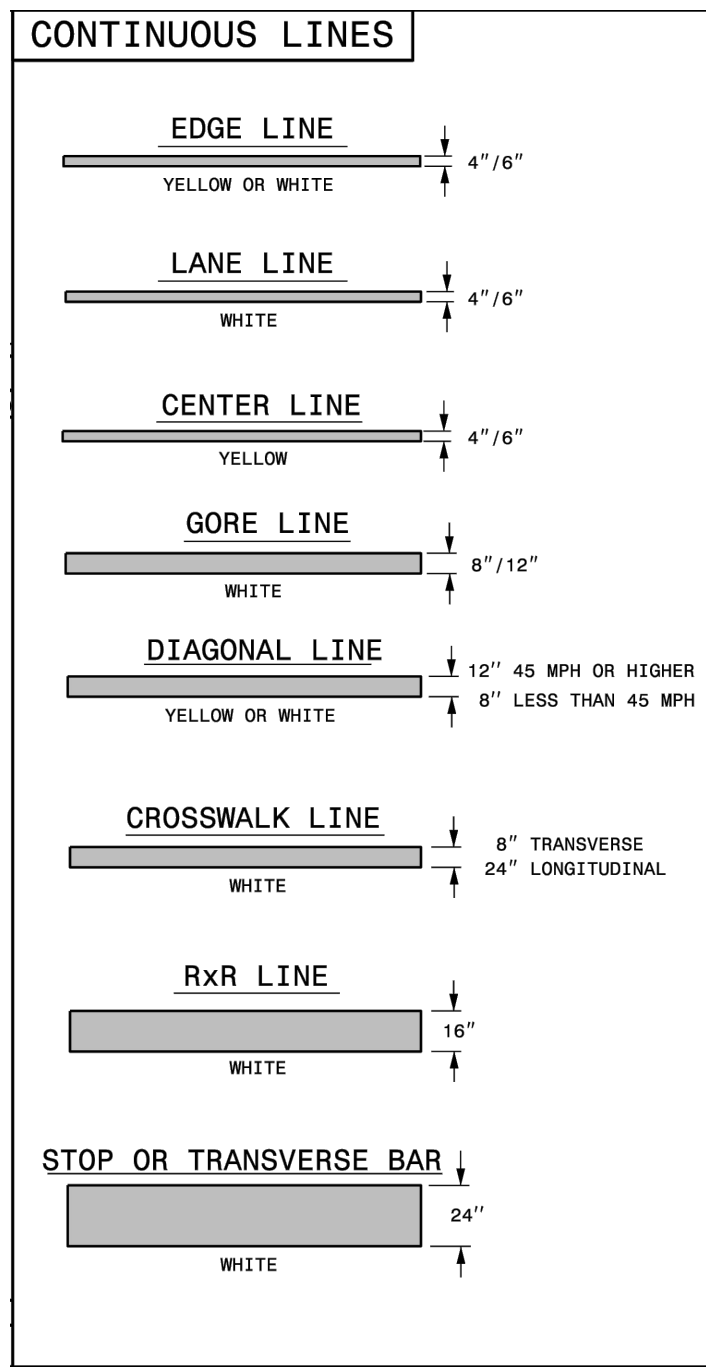 CONTINUOUS LINES
EDGE LINE
4"/6"
YELLOW OR WHITE
LANE LINE
4"/6"
WHITE
CENTER LINE
4"/6"
YELLOW
GORE LINE
8"/12"
WHITE
DIAGONAL LINE
12" 45 MPH OR HIGHER
8" LESS THAN 45 MPH
YELLOW OR WHITE
CROSSWALK LINE
8" TRANSVERSE
24" LONGITUDINAL
WHITE
RxR LINE
16"
WHITE
STOP OR TRANSVERSE BAR
24"
WHITE